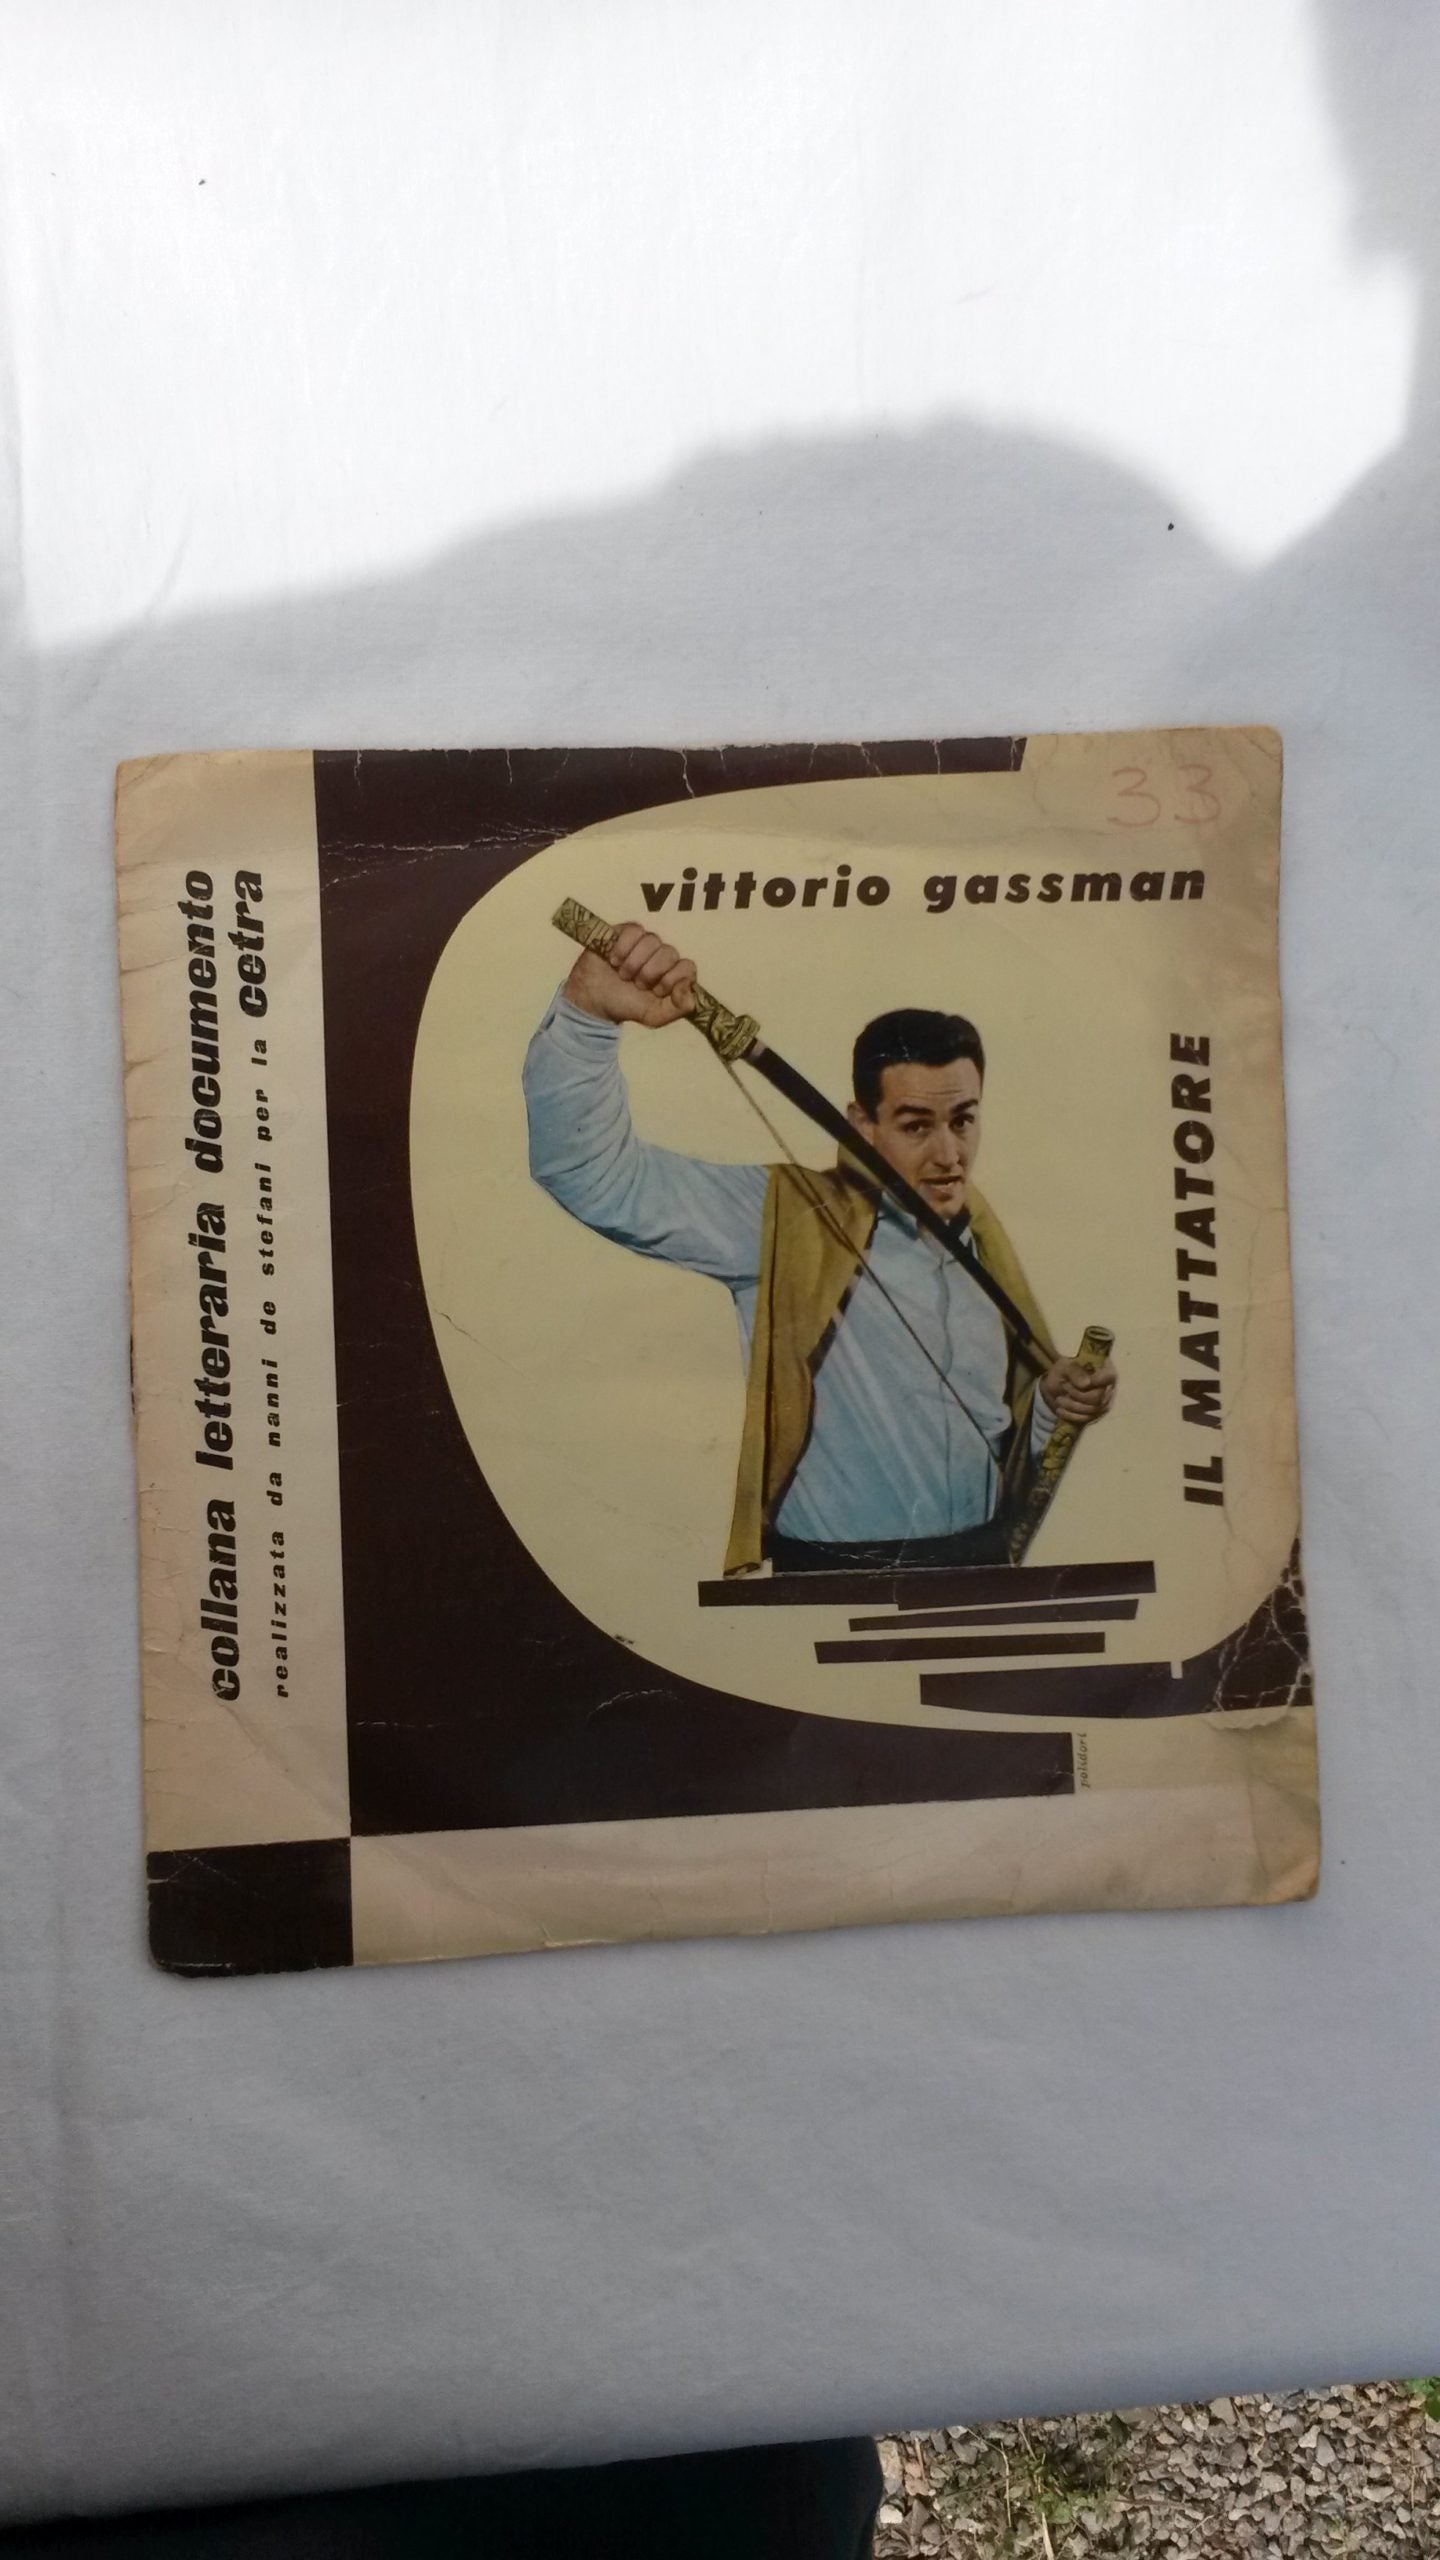 33
vittorio gassman
IL MATTATORE
collana letteraria documento
realizzata da nanni de stefani per la cetra
polidori